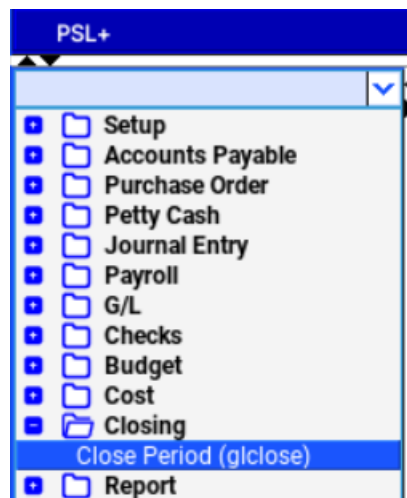 PSL+
Setup
Accounts Payable
Purchase Order
Petty Cash
Journal Entry
Payroll
G/L
Checks
Budget
Cost
Closing
Close Period (glclose)
Report